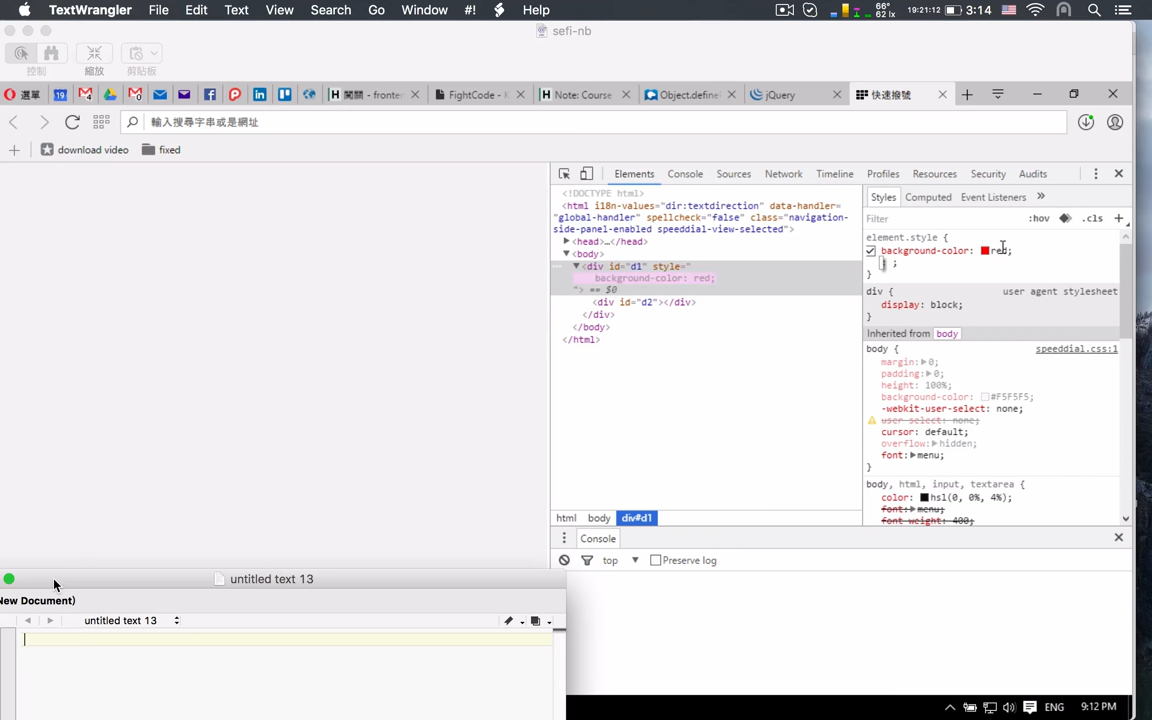 TextWrangler File Edit Text View Search Go Window #! Help 66° 62 lx 19:21:12 3:14
sefi-nb
控制 縮放 剪貼板
選單 19 4 0 H 闖關 - fronter FightCode - K H Note: Course Object.define jQuery 快速撥號
輸入搜尋字串或是網址
download video fixed
Elements Console Sources Network Timeline Profiles Resources Security Audits
<!DOCTYPE html>
<html i18n-values="dir:textdirection" data-handler=
"global-handler" spellcheck="false" class="navigation-
side-panel-enabled speeddial-view-selected">
<head>…</head>
<body>
<div id="d1" style="
background-color: red;
"> == $0
<div id="d2"></div>
</div>
</body>
</html>
html body div#d1
Styles Computed Event Listeners »
Filter :hov .cls +
element.style {
background-color: red;
: ;
}
div { user agent stylesheet
display: block;
}
Inherited from body
body { speeddial.css:1
margin: 0;
padding: 0;
height: 100%;
background-color: #F5F5F5;
-webkit-user-select: none;
user-select: none;
cursor: default;
overflow: hidden;
font: menu;
}
body, html, input, textarea {
color: hsl(0, 0%, 4%);
font: menu;
font-weight: 400;
Console
top Preserve log
untitled text 13
New Document)
untitled text 13
ENG 9:12 PM